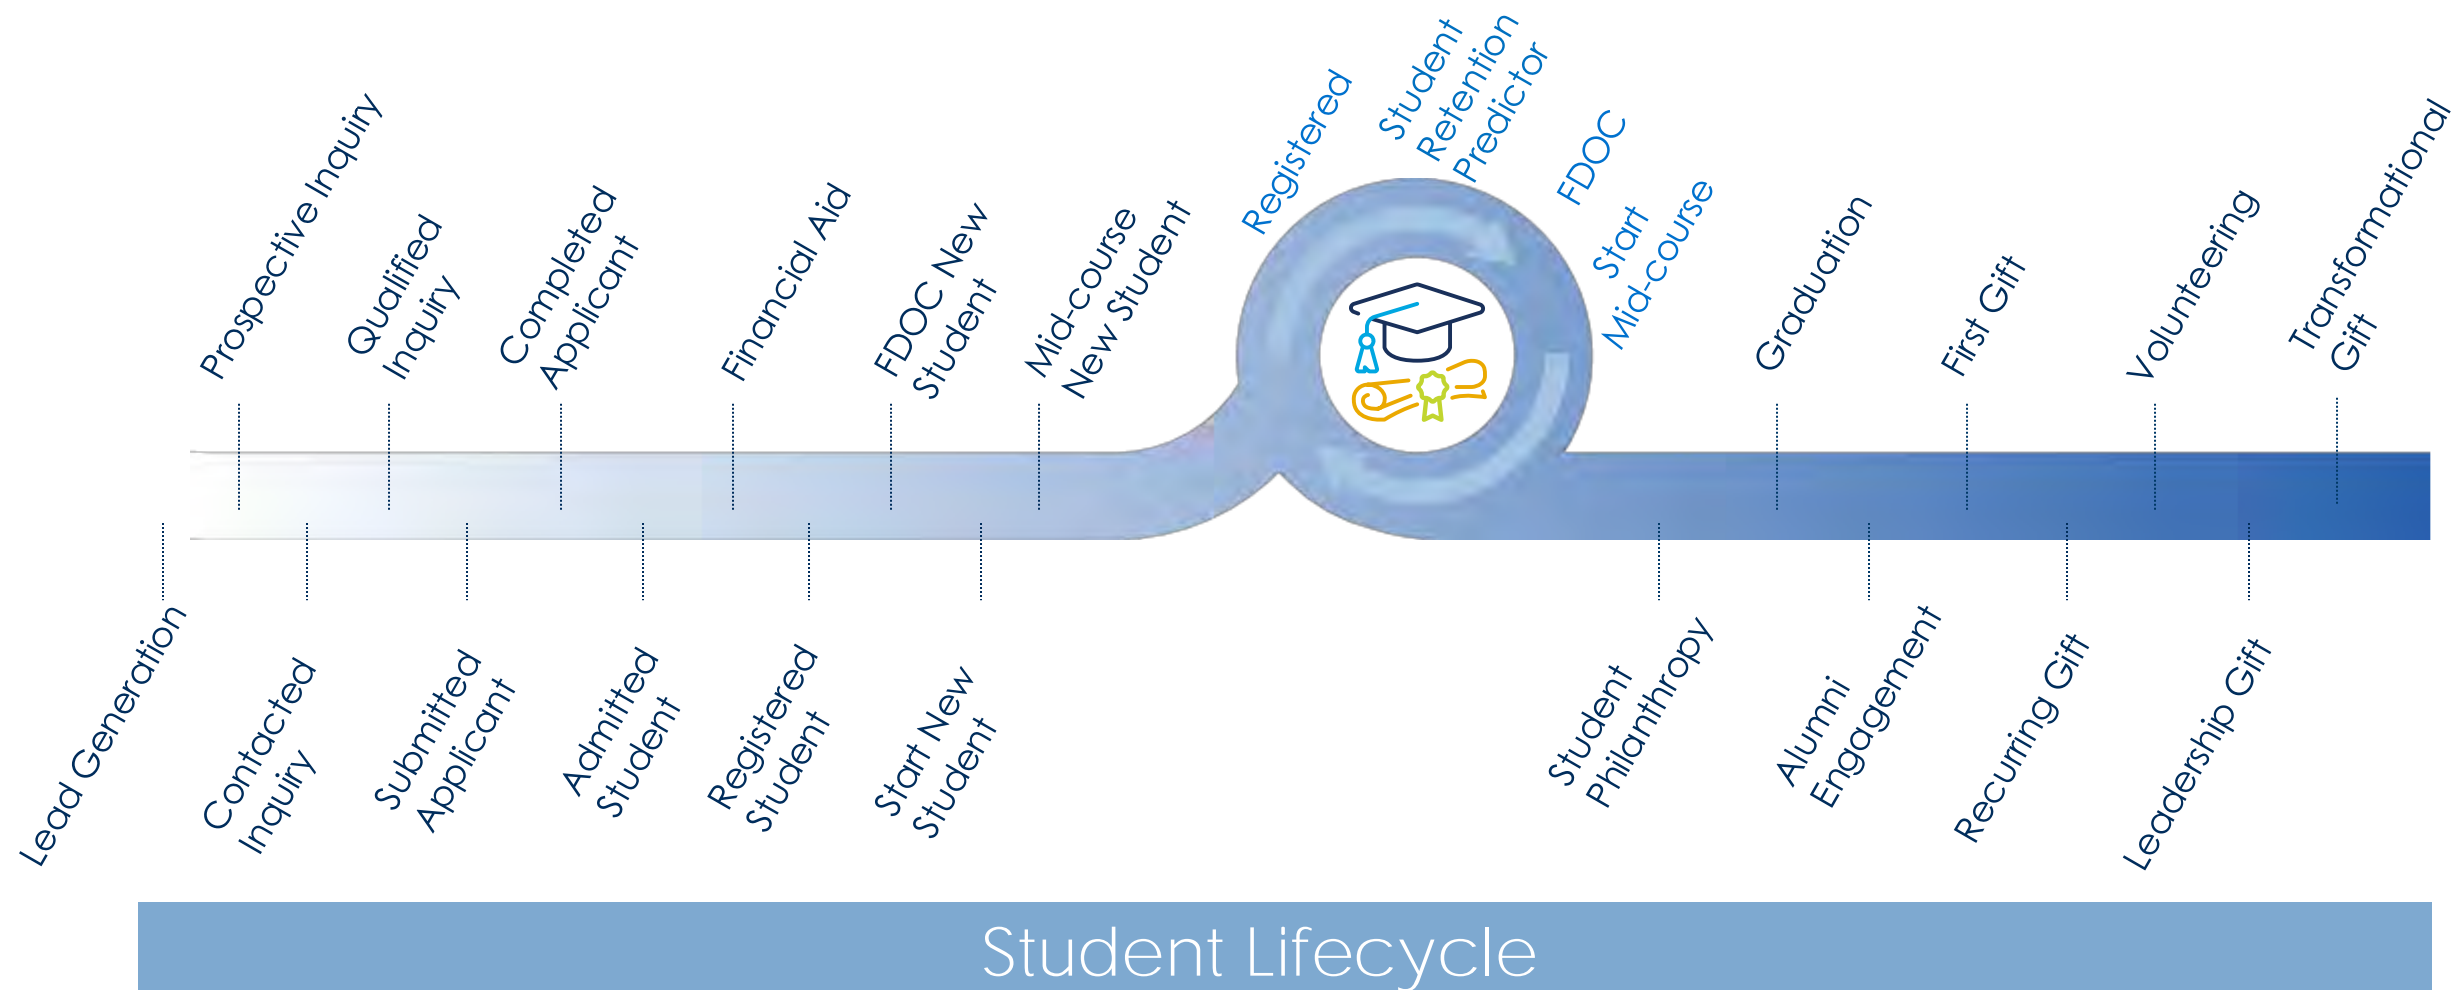 Lead Generation
Prospective Inquiry
Contacted
Inquiry
Qualified
Inquiry
Submitted
Applicant
Completed
Applicant
Admitted
Student
Financial Aid
Registered
Student
FDOC New
Student
Start New
Student
Mid-course
New Student
Registered
Student
Retention
Predictor
FDOC
Start
Mid-course
Student
Philanthropy
Graduation
Alumni
Engagement
First Gift
Recurring Gift
Volunteering
Leadership Gift
Transformational
Gift
Student Lifecycle